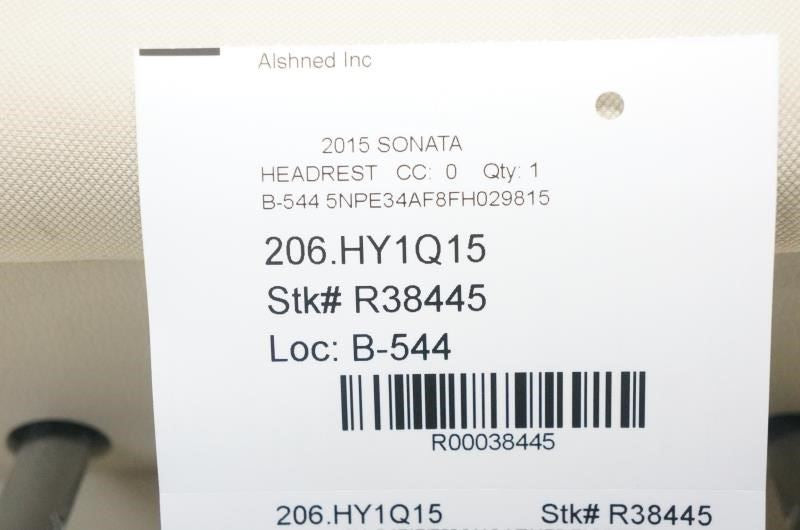 Alshned Inc
2015 SONATA
HEADREST CC: 0 Qty: 1
B-544 5NPE34AF8FH029815
206.HY1Q15
Stk# R38445
Loc: B-544
R00038445
206.HY1Q15 Stk# R38445